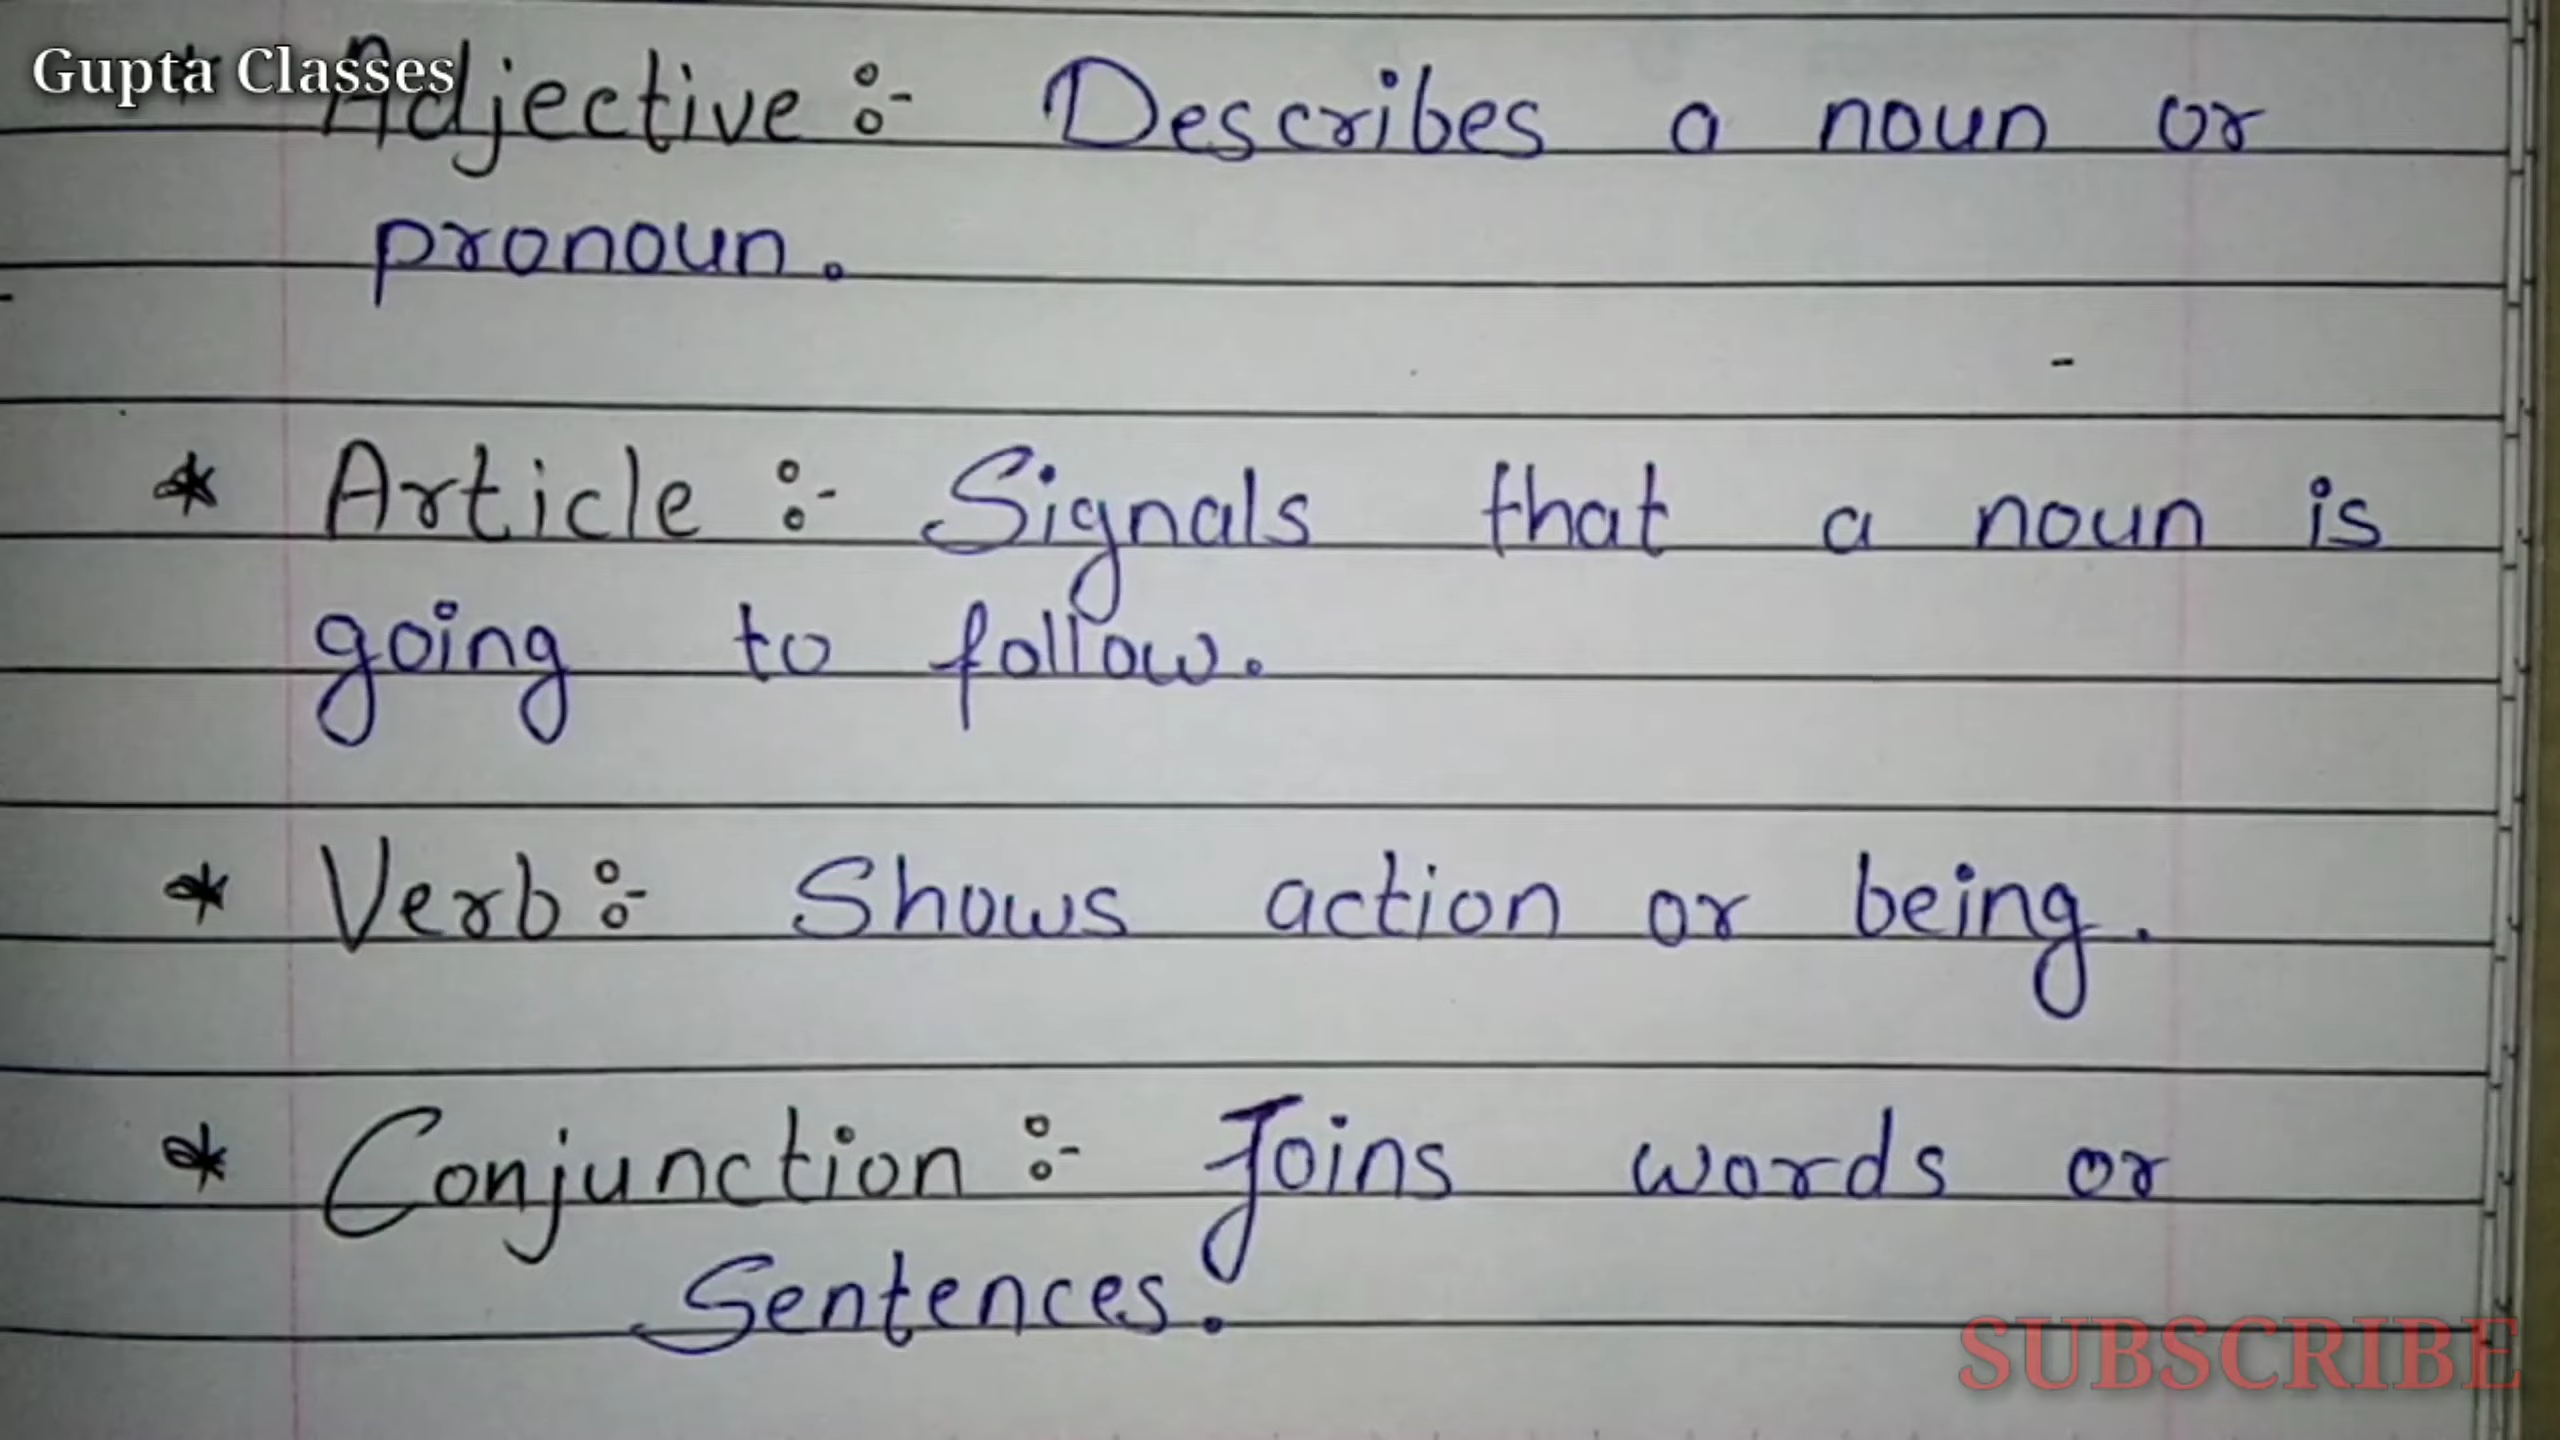 Gupta Classes
* Adjective :- Describes a noun or
pronoun.
* Article :- Signals that a noun is
going to follow.
* Verb :- Shows action or being.
* Conjunction :- Joins words or
Sentences.
SUBSCRIBE